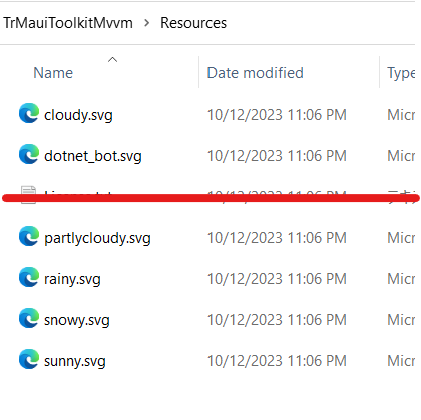 TrMauiToolkitMvvm > Resources
Name Date modified Type
cloudy.svg 10/12/2023 11:06 PM Micr
dotnet_bot.svg 10/12/2023 11:06 PM Micr
partlycloudy.svg 10/12/2023 11:06 PM Micr
rainy.svg 10/12/2023 11:06 PM Micr
snowy.svg 10/12/2023 11:06 PM Micr
sunny.svg 10/12/2023 11:06 PM Micr